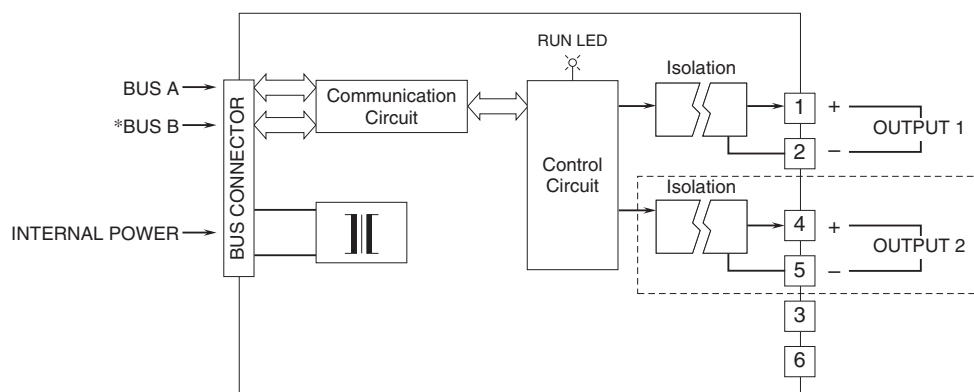 RUN LED
Isolation
BUS A
*BUS B
INTERNAL POWER
BUS CONNECTOR
Communication
Circuit
Control
Circuit
1
+
2
–
OUTPUT 1
Isolation
4
+
5
–
OUTPUT 2
3
6